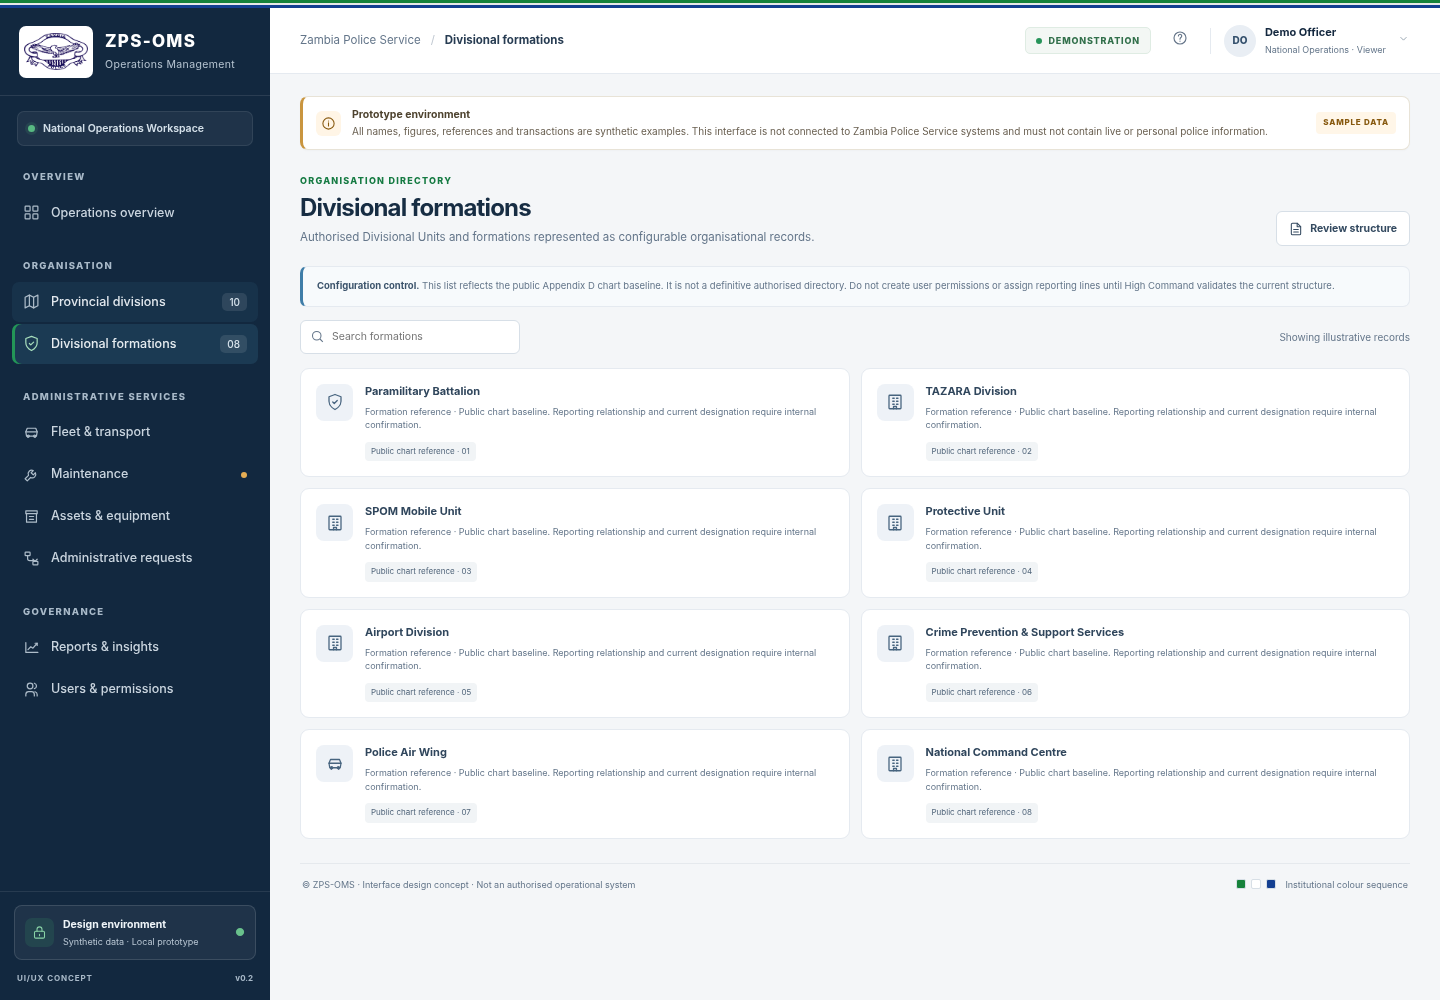 ZPS-OMS
Operations Management
National Operations Workspace
OVERVIEW
Operations overview
ORGANISATION
Provincial divisions 10
Divisional formations 08
ADMINISTRATIVE SERVICES
Fleet & transport
Maintenance
Assets & equipment
Administrative requests
GOVERNANCE
Reports & insights
Users & permissions
Design environment
Synthetic data · Local prototype
UI/UX CONCEPT v0.2
Zambia Police Service / Divisional formations
DEMONSTRATION
DO
Demo Officer
National Operations · Viewer
Prototype environment
All names, figures, references and transactions are synthetic examples. This interface is not connected to Zambia Police Service systems and must not contain live or personal police information.
SAMPLE DATA
ORGANISATION DIRECTORY
Divisional formations
Authorised Divisional Units and formations represented as configurable organisational records.
Review structure
Configuration control. This list reflects the public Appendix D chart baseline. It is not a definitive authorised directory. Do not create user permissions or assign reporting lines until High Command validates the current structure.
Search formations
Showing illustrative records
Paramilitary Battalion
Formation reference · Public chart baseline. Reporting relationship and current designation require internal
confirmation.
Public chart reference · 01
TAZARA Division
Formation reference · Public chart baseline. Reporting relationship and current designation require internal
confirmation.
Public chart reference · 02
SPOM Mobile Unit
Formation reference · Public chart baseline. Reporting relationship and current designation require internal
confirmation.
Public chart reference · 03
Protective Unit
Formation reference · Public chart baseline. Reporting relationship and current designation require internal
confirmation.
Public chart reference · 04
Airport Division
Formation reference · Public chart baseline. Reporting relationship and current designation require internal
confirmation.
Public chart reference · 05
Crime Prevention & Support Services
Formation reference · Public chart baseline. Reporting relationship and current designation require internal
confirmation.
Public chart reference · 06
Police Air Wing
Formation reference · Public chart baseline. Reporting relationship and current designation require internal
confirmation.
Public chart reference · 07
National Command Centre
Formation reference · Public chart baseline. Reporting relationship and current designation require internal
confirmation.
Public chart reference · 08
© ZPS-OMS · Interface design concept · Not an authorised operational system
Institutional colour sequence